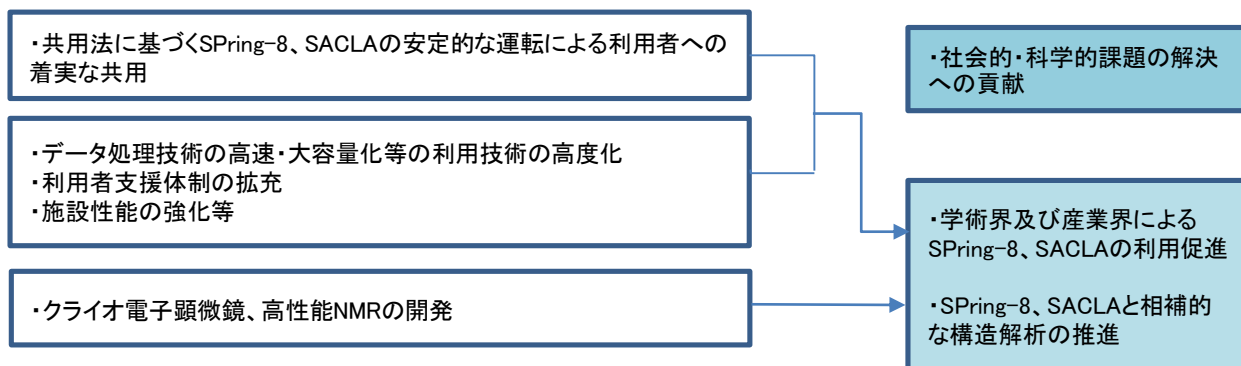 ・共用法に基づくSPring-8、SACLAの安定的な運転による利用者への
着実な共用
・データ処理技術の高速・大容量化等の利用技術の高度化
・利用者支援体制の拡充
・施設性能の強化等
・クライオ電子顕微鏡、高性能NMRの開発
・社会的・科学的課題の解決
への貢献
・学術界及び産業界による
SPring-8、SACLAの利用促進
・SPring-8、SACLAと相補的
な構造解析の推進